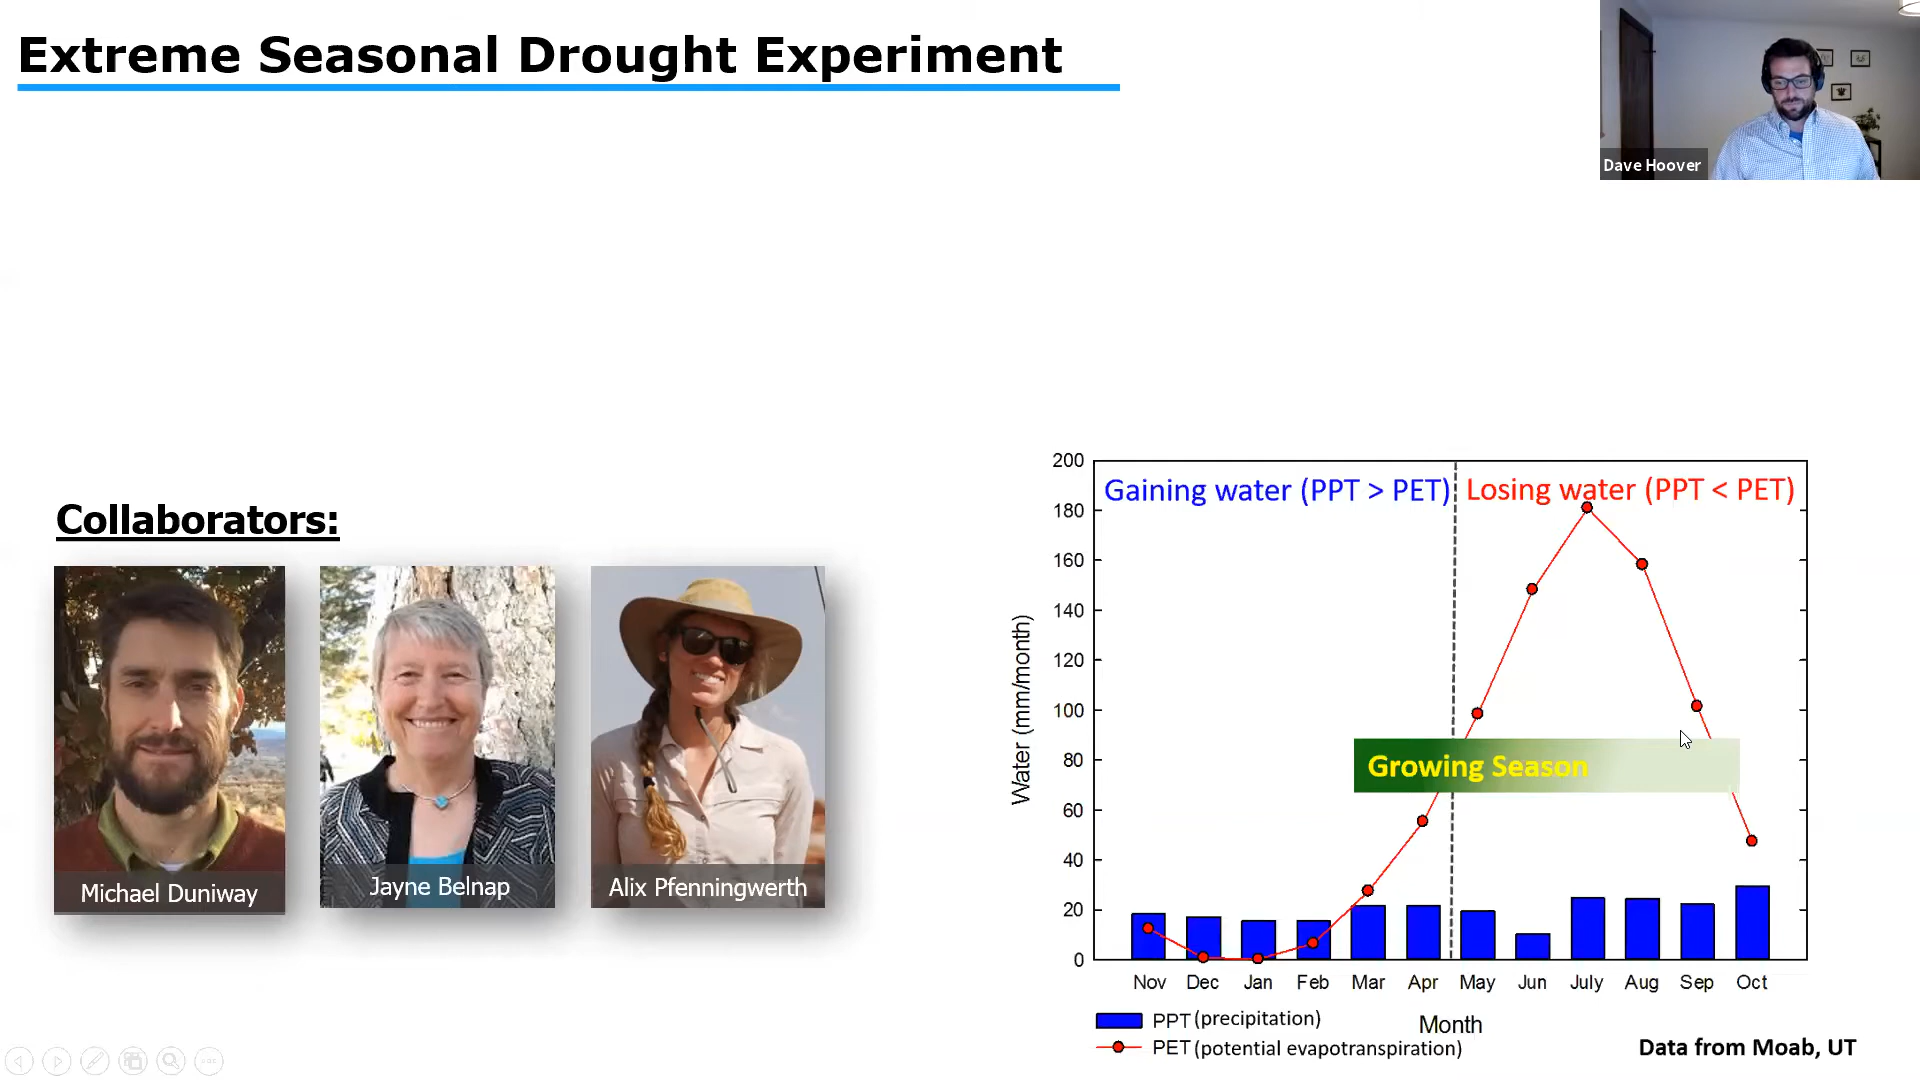 Extreme Seasonal Drought Experiment
Dave Hoover
Collaborators:
Michael Duniway
Jayne Belnap
Alix Pfenningwerth
Gaining water (PPT > PET)
Losing water (PPT < PET)
Growing Season
Water (mm/month)
200
180
160
140
120
100
80
60
40
20
0
Nov Dec Jan Feb Mar Apr May Jun July Aug Sep Oct
Month
PPT (precipitation)
PET (potential evapotranspiration)
Data from Moab, UT